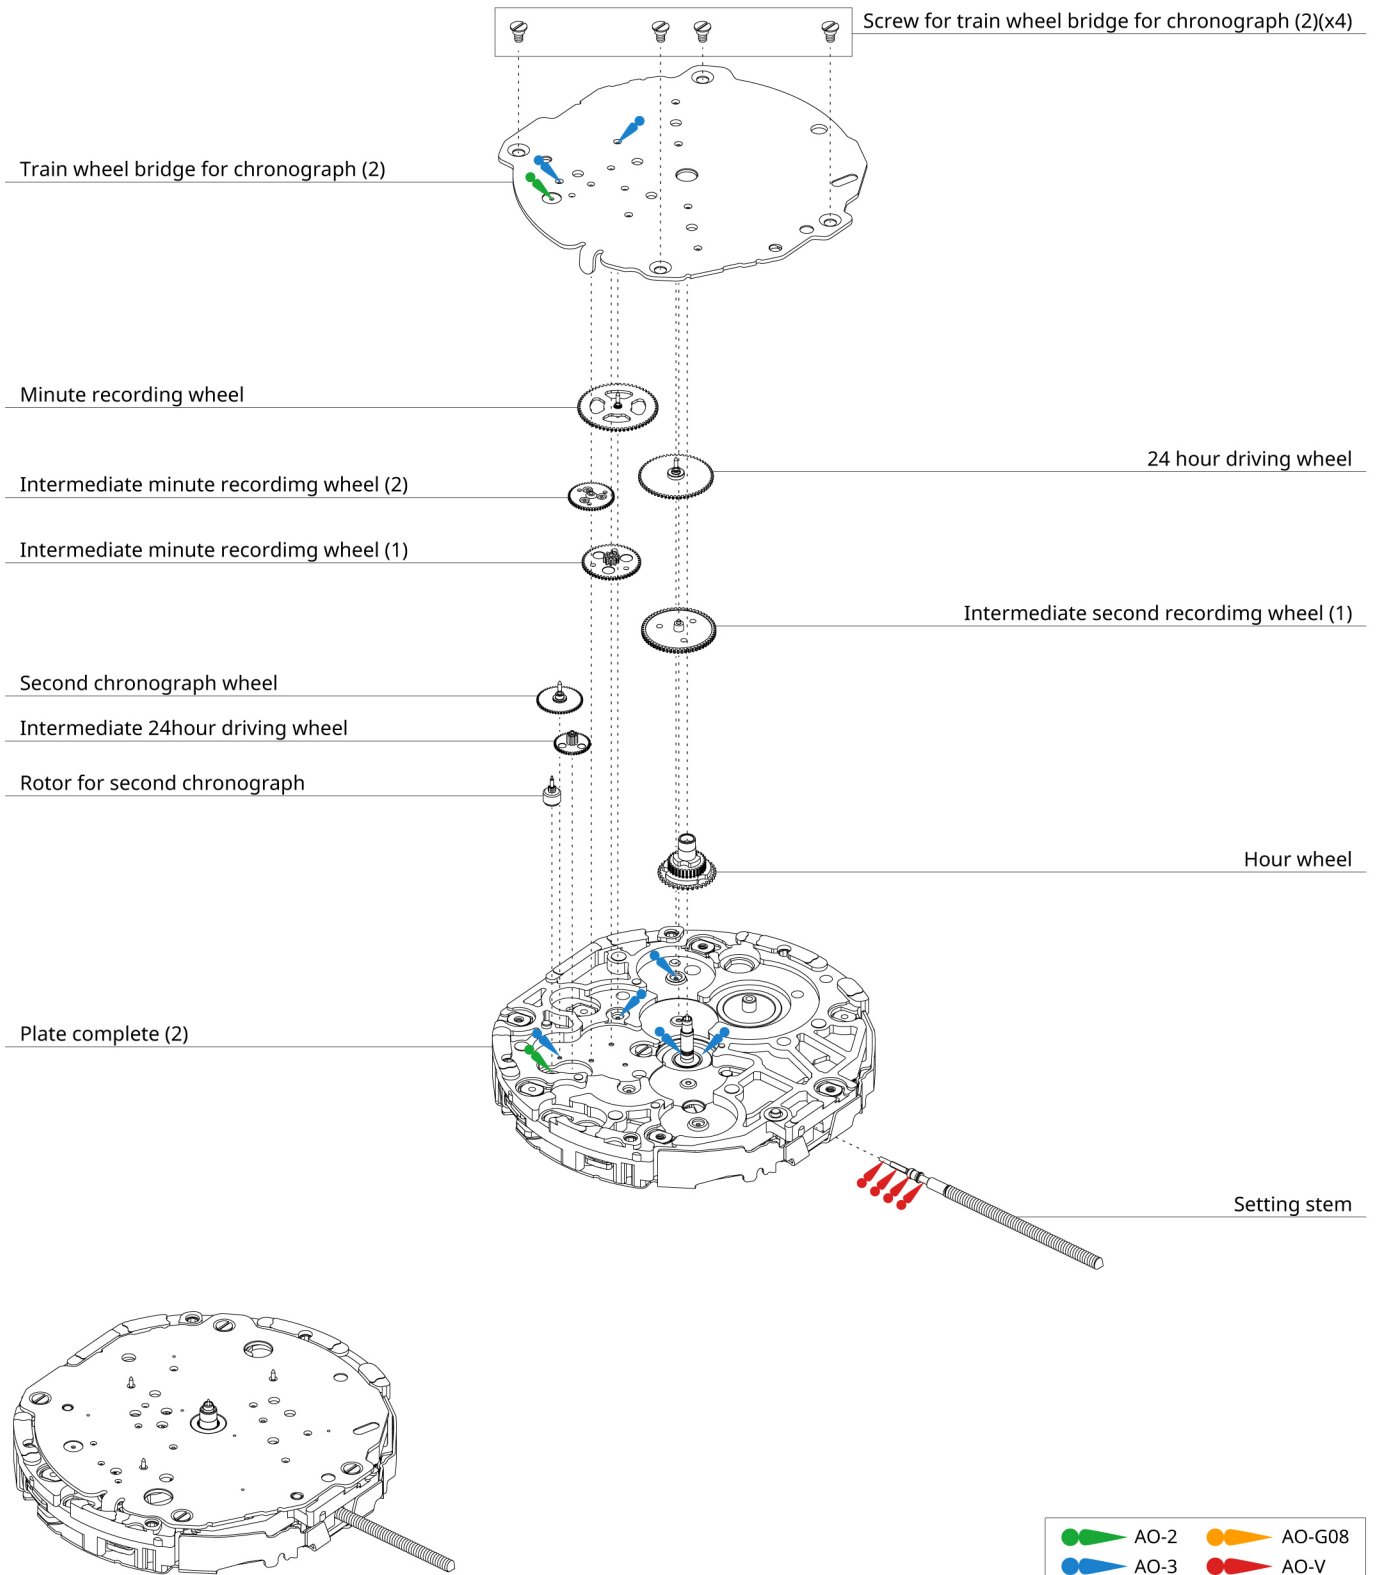 Screw for train wheel bridge for chronograph (2)(x4)
Train wheel bridge for chronograph (2)
Minute recording wheel
24 hour driving wheel
Intermediate minute recordimg wheel (2)
Intermediate minute recordimg wheel (1)
Intermediate second recordimg wheel (1)
Second chronograph wheel
Intermediate 24hour driving wheel
Rotor for second chronograph
Hour wheel
Plate complete (2)
Setting stem
AO-2 AO-G08
AO-3 AO-V